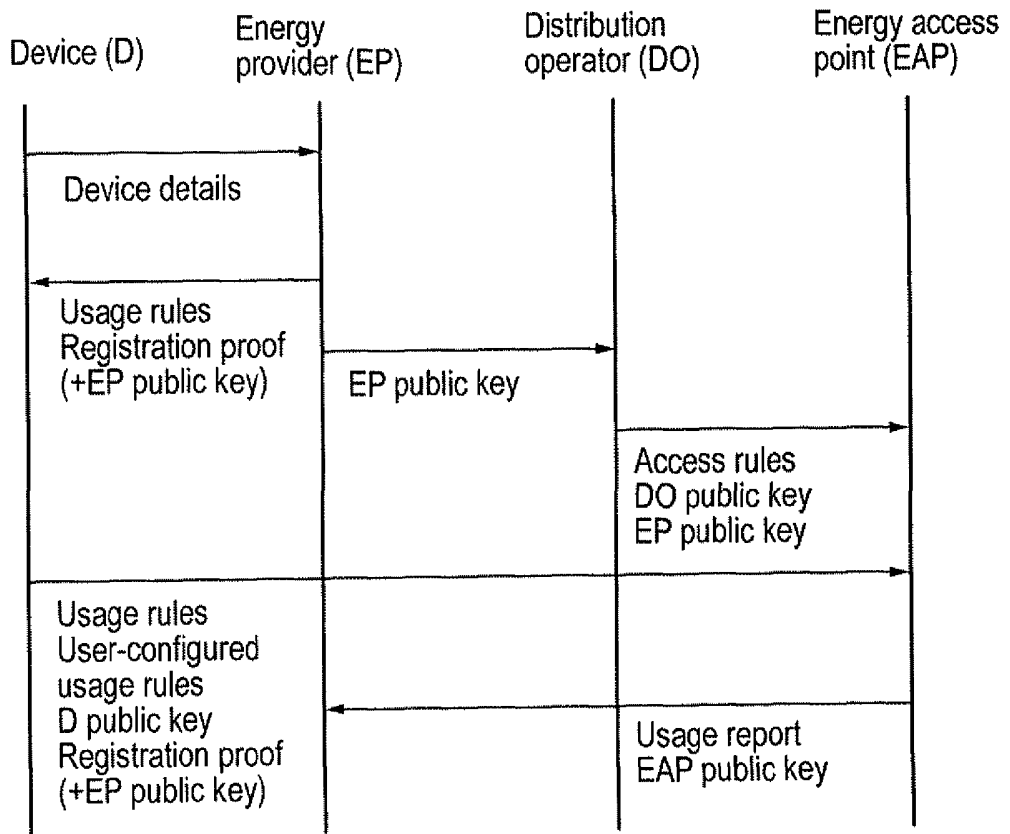 Device (D)
Energy
provider (EP)
Distribution
operator (DO)
Energy access
point (EAP)
Device details
Usage rules
Registration proof
(+EP public key)
EP public key
Access rules
DO public key
EP public key
Usage rules
User-configured
usage rules
D public key
Registration proof
(+EP public key)
Usage report
EAP public key